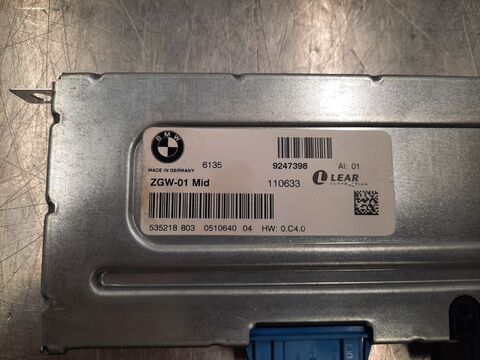 BMW
6135 9247398 AI: 01
MADE IN GERMANY
ZGW-01 Mid 110633 LEAR
CORPORATION
535218 803 0510640 04 HW: 0.C4.0